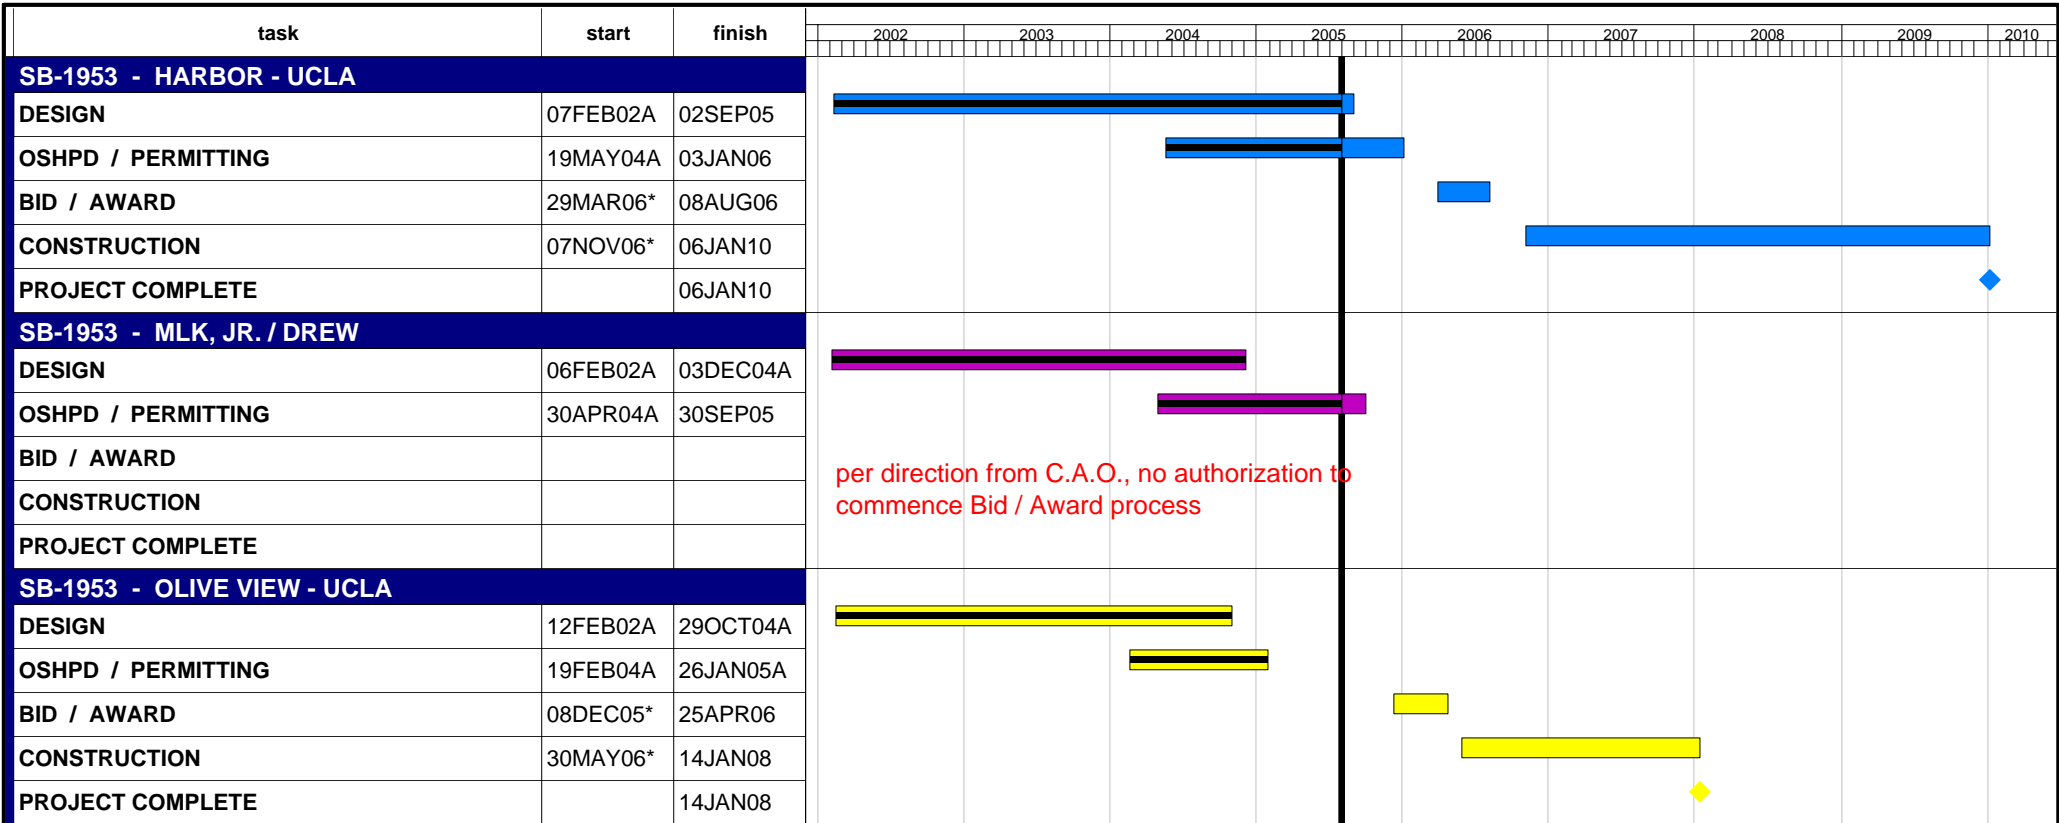 task start finish 2002 2003 2004 2005 2006 2007 2008 2009 2010
SB-1953 - HARBOR - UCLA
DESIGN 07FEB02A 02SEP05
OSHPD / PERMITTING 19MAY04A 03JAN06
BID / AWARD 29MAR06* 08AUG06
CONSTRUCTION 07NOV06* 06JAN10
PROJECT COMPLETE 06JAN10
SB-1953 - MLK, JR. / DREW
DESIGN 06FEB02A 03DEC04A
OSHPD / PERMITTING 30APR04A 30SEP05
BID / AWARD
per direction from C.A.O., no authorization to
CONSTRUCTION
commence Bid / Award process
PROJECT COMPLETE
SB-1953 - OLIVE VIEW - UCLA
DESIGN 12FEB02A 29OCT04A
OSHPD / PERMITTING 19FEB04A 26JAN05A
BID / AWARD 08DEC05* 25APR06
CONSTRUCTION 30MAY06* 14JAN08
PROJECT COMPLETE 14JAN08